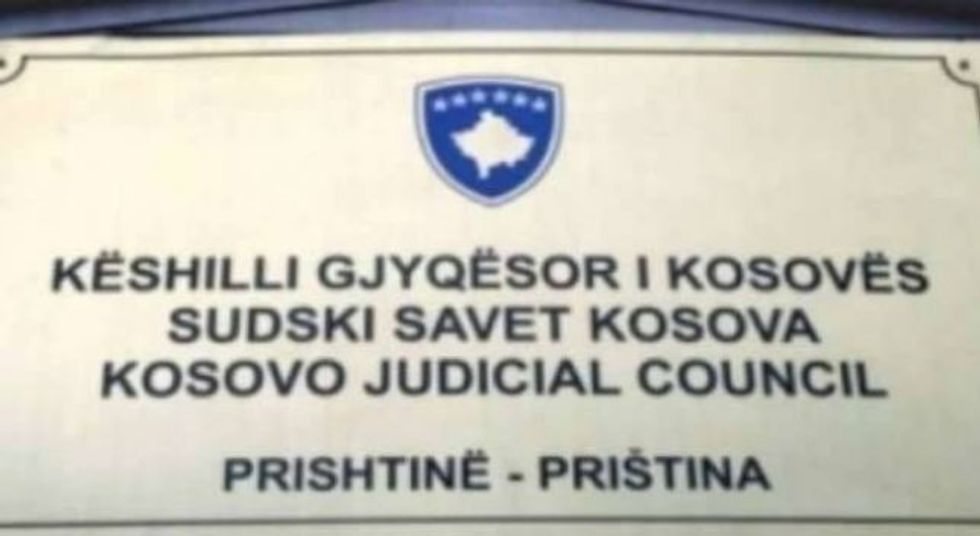 KËSHILLI GJYQËSOR I KOSOVËS
SUDSKI SAVET KOSOVA
KOSOVO JUDICIAL COUNCIL
PRISHTINË - PRIŠTINA